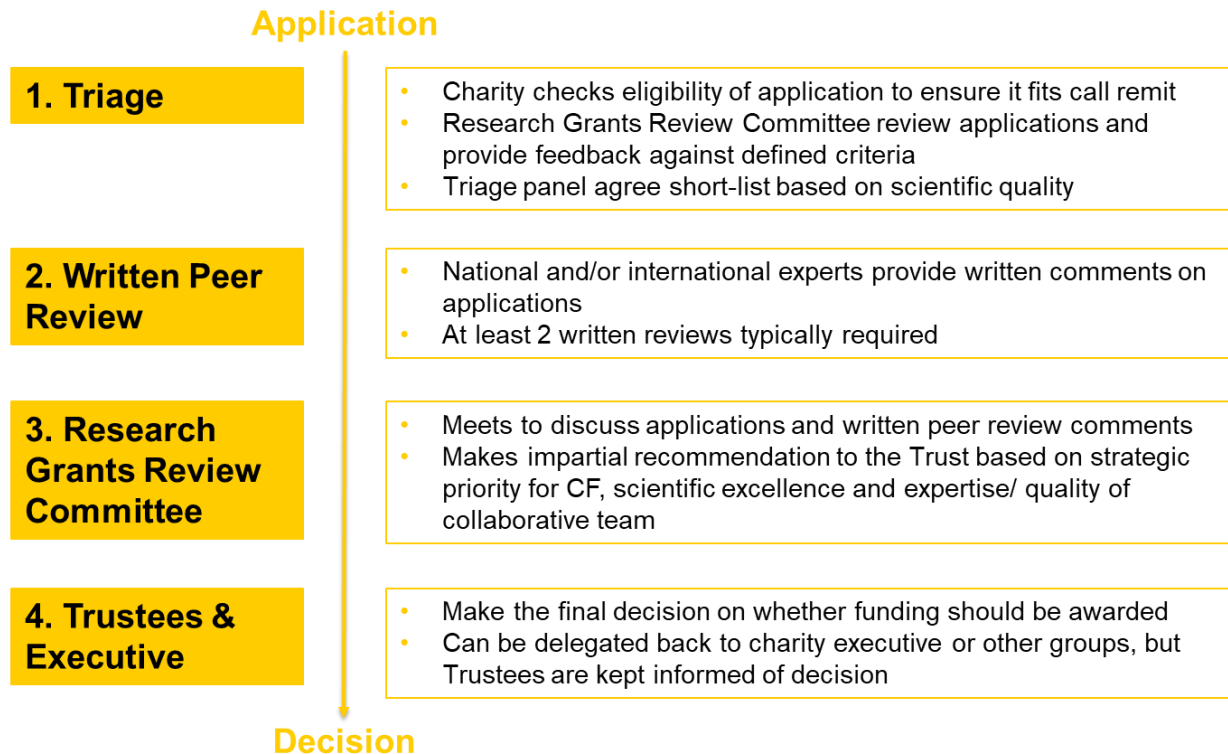 Application
1. Triage
• Charity checks eligibility of application to ensure it fits call remit
• Research Grants Review Committee review applications and
provide feedback against defined criteria
• Triage panel agree short-list based on scientific quality
2. Written Peer
Review
• National and/or international experts provide written comments on
applications
• At least 2 written reviews typically required
3. Research
Grants Review
Committee
• Meets to discuss applications and written peer review comments
• Makes impartial recommendation to the Trust based on strategic
priority for CF, scientific excellence and expertise/ quality of
collaborative team
4. Trustees &
Executive
• Make the final decision on whether funding should be awarded
• Can be delegated back to charity executive or other groups, but
Trustees are kept informed of decision
Decision